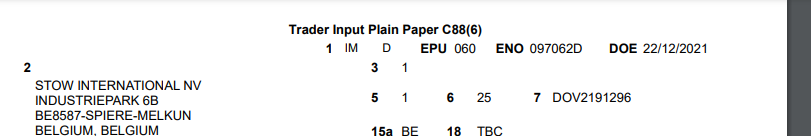 Trader Input Plain Paper C88(6)
1 IM D EPU 060 ENO 097062D DOE 22/12/2021
2 3 1
STOW INTERNATIONAL NV
INDUSTRIEPARK 6B 5 1 6 25 7 DOV2191296
BE8587-SPIERE-MELKUN
BELGIUM, BELGIUM 15a BE 18 TBC